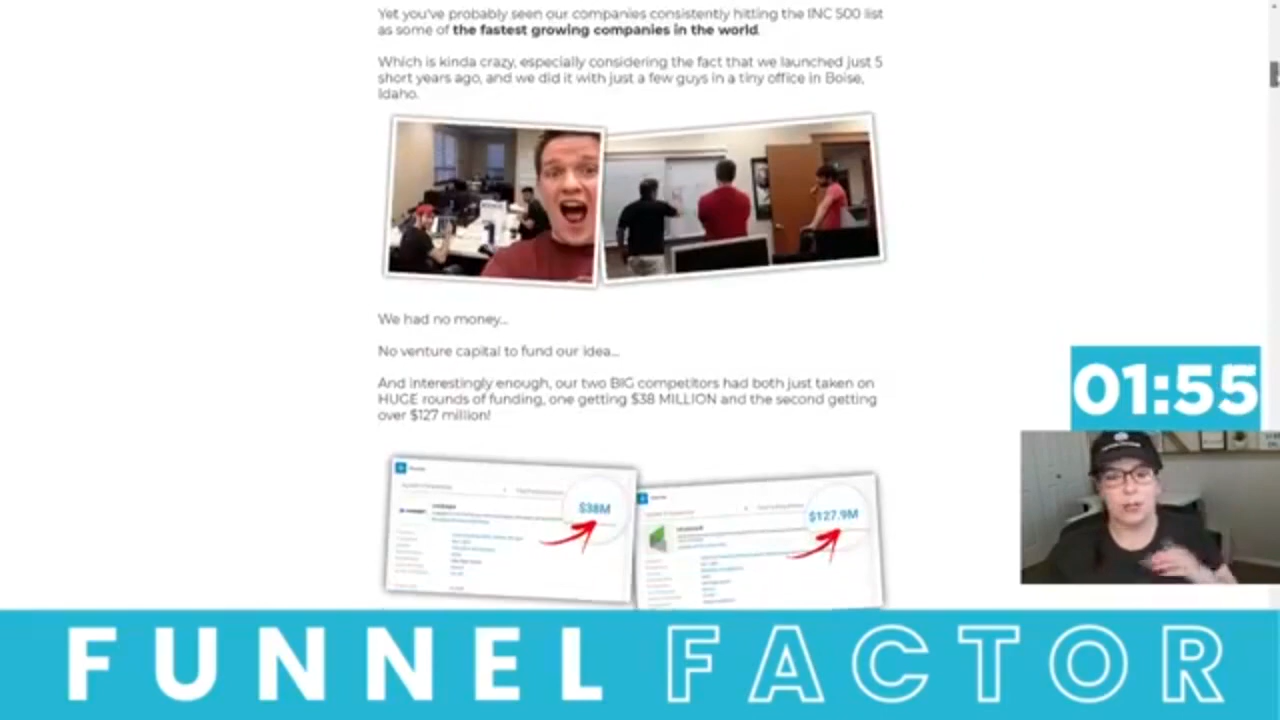 Yet you've probably seen our companies consistently hitting the INC 500 list
as some of the fastest growing companies in the world.
Which is kinda crazy, especially considering the fact that we launched just 5
short years ago, and we did it with just a few guys in a tiny office in Boise,
Idaho.
We had no money...
No venture capital to fund our idea...
And interestingly enough, our two BIG competitors had both just taken on
HUGE rounds of funding, one getting $38 MILLION and the second getting
over $127 million!
$38M
$127.9M
01:55
FUNNEL FACTOR